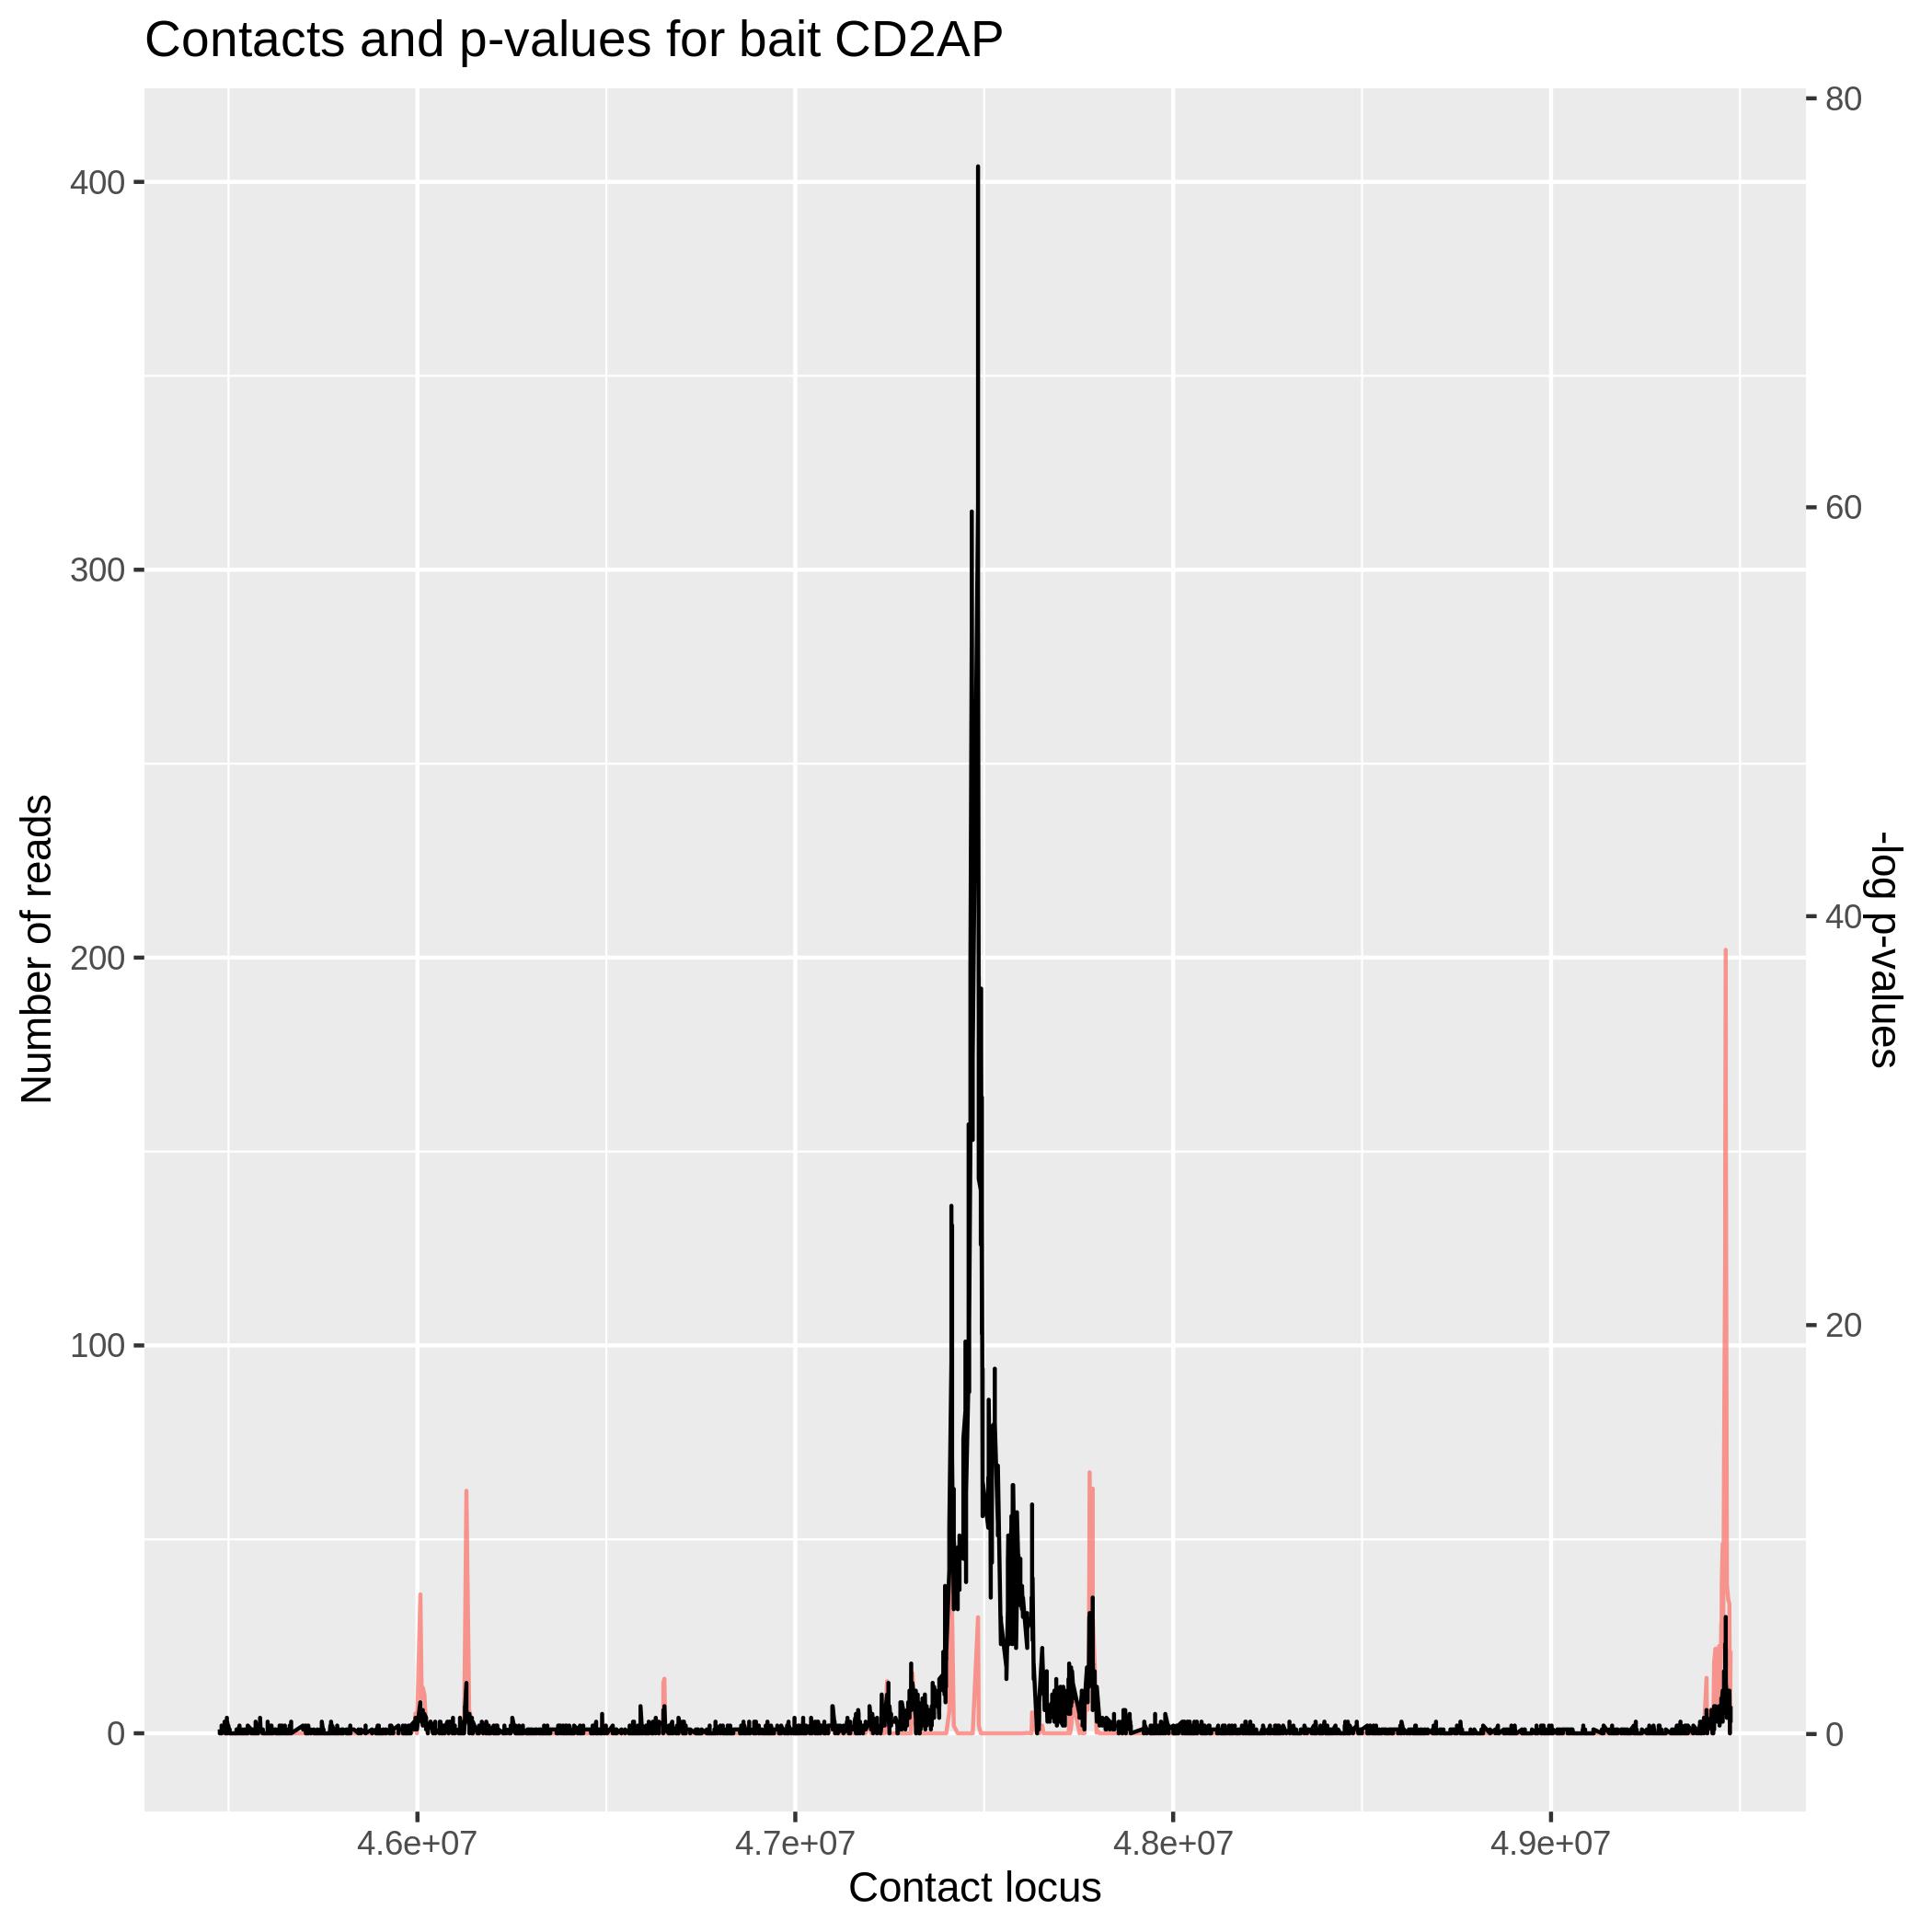 Contacts and p-values for bait CD2AP
80
400
60
300
Number of reads
-log p-values
40
200
20
100
0
0
4.6e+07 4.7e+07 4.8e+07 4.9e+07
Contact locus